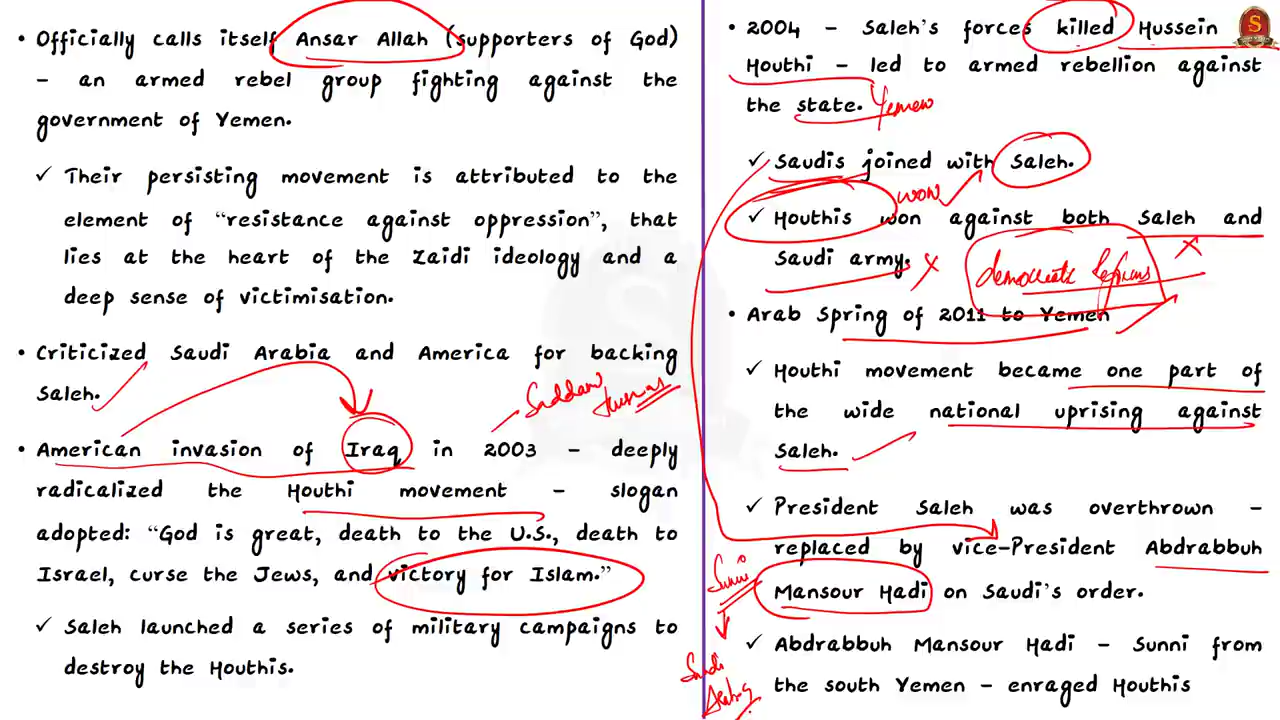 • Officially calls itself Ansar Allah (supporters of God)
– an armed rebel group fighting against the
government of Yemen.
✓ Their persisting movement is attributed to the
element of “resistance against oppression”, that
lies at the heart of the Zaidi ideology and a
deep sense of victimisation.
• Criticized Saudi Arabia and America for backing
Saleh.
Saddam
Hussain
• American invasion of Iraq in 2003 – deeply
radicalized the Houthi movement – slogan
adopted: “God is great, death to the U.S., death to
Israel, curse the Jews, and victory for Islam.”
✓ Saleh launched a series of military campaigns to
destroy the Houthis.
• 2004 – Saleh's forces killed Hussein
Houthi – led to armed rebellion against
the state. Yemen
✓ Saudis joined with Saleh.
won
✓ Houthis won against both Saleh and
Saudi army.
democratic Reforms
• Arab Spring of 2011 to Yemen
✓ Houthi movement became one part of
the wide national uprising against
Saleh.
✓ President Saleh was overthrown –
replaced by vice-President Abdrabbuh
Mansour Hadi on Saudi's order.
Sunni
Saudi
Arabia
✓ Abdrabbuh Mansour Hadi – Sunni from
the south Yemen – enraged Houthis